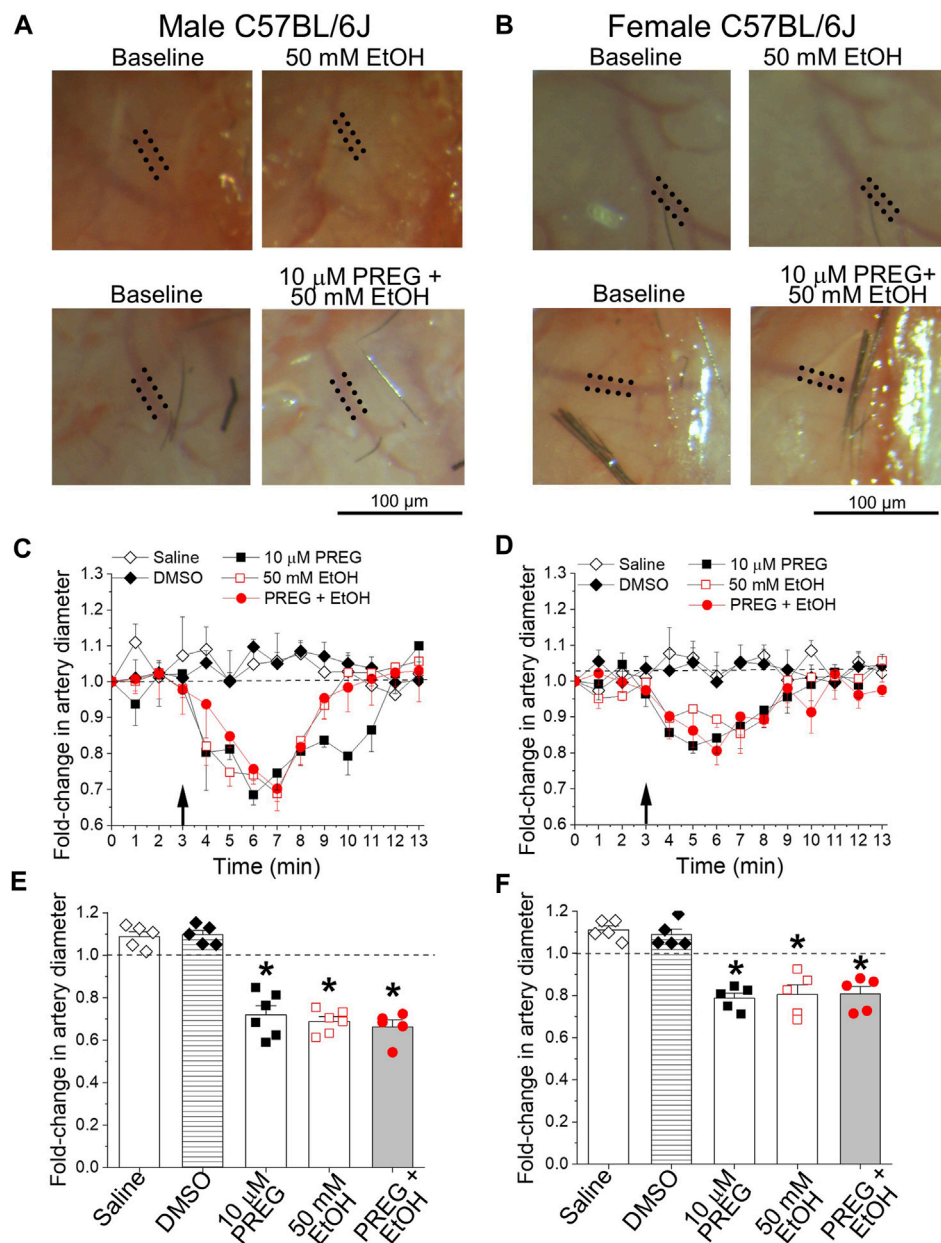 A
Male C57BL/6J
Baseline
50 mM EtOH
Baseline
10 μM PREG +
50 mM EtOH
100 μm
B
Female C57BL/6J
Baseline
50 mM EtOH
Baseline
10 μM PREG+
50 mM EtOH
100 μm
C
Saline
DMSO
10 μM PREG
50 mM EtOH
PREG + EtOH
Fold-change in artery diameter
1.3
1.2
1.1
1.0
0.9
0.8
0.7
0.6
0 1 2 3 4 5 6 7 8 9 10 11 12 13
Time (min)
D
Saline
DMSO
10 μM PREG
50 mM EtOH
PREG + EtOH
Fold-change in artery diameter
1.3
1.2
1.1
1.0
0.9
0.8
0.7
0.6
0 1 2 3 4 5 6 7 8 9 10 11 12 13
Time (min)
E
Fold-change in artery diameter
1.2
1.0
0.8
0.6
0.4
0.2
0.0
* * *
Saline
DMSO
10 μM
PREG
50 mM
EtOH
PREG +
EtOH
F
Fold-change in artery diameter
1.2
1.0
0.8
0.6
0.4
0.2
0.0
* * *
Saline
DMSO
10 μM
PREG
50 mM
EtOH
PREG +
EtOH